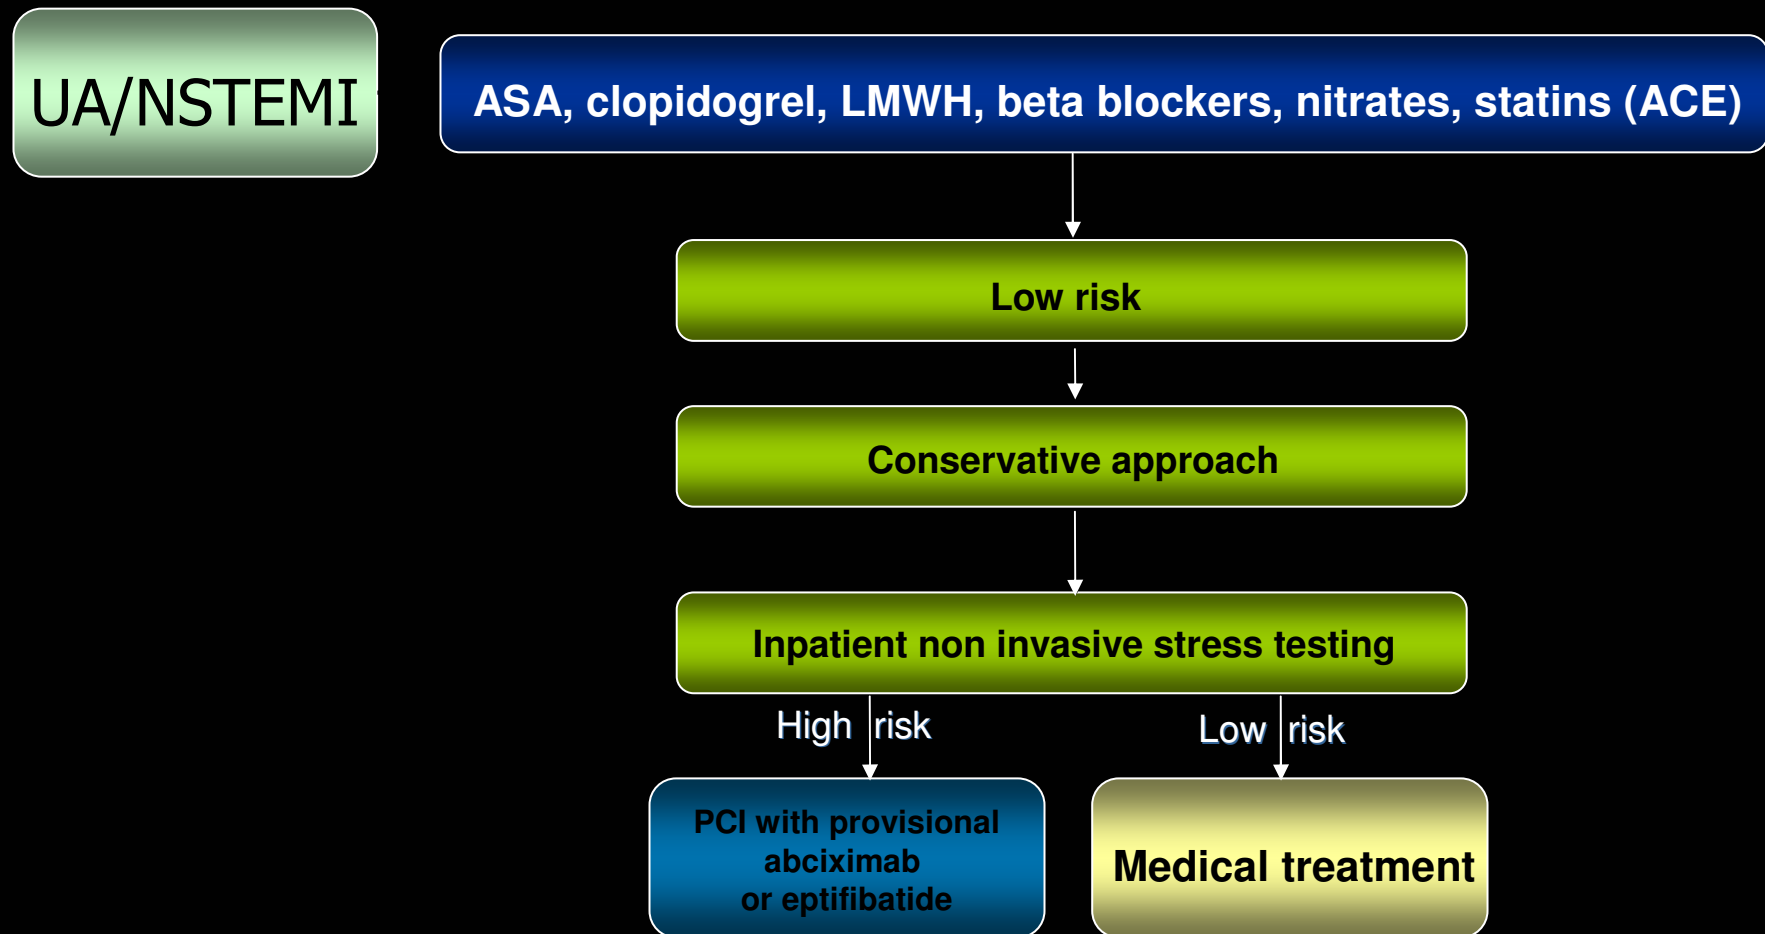 UA/NSTEMI
ASA, clopidogrel, LMWH, beta blockers, nitrates, statins (ACE)
Low risk
Conservative approach
Inpatient non invasive stress testing
High risk
Low risk
PCI with provisional
abciximab
or eptifibatide
Medical treatment